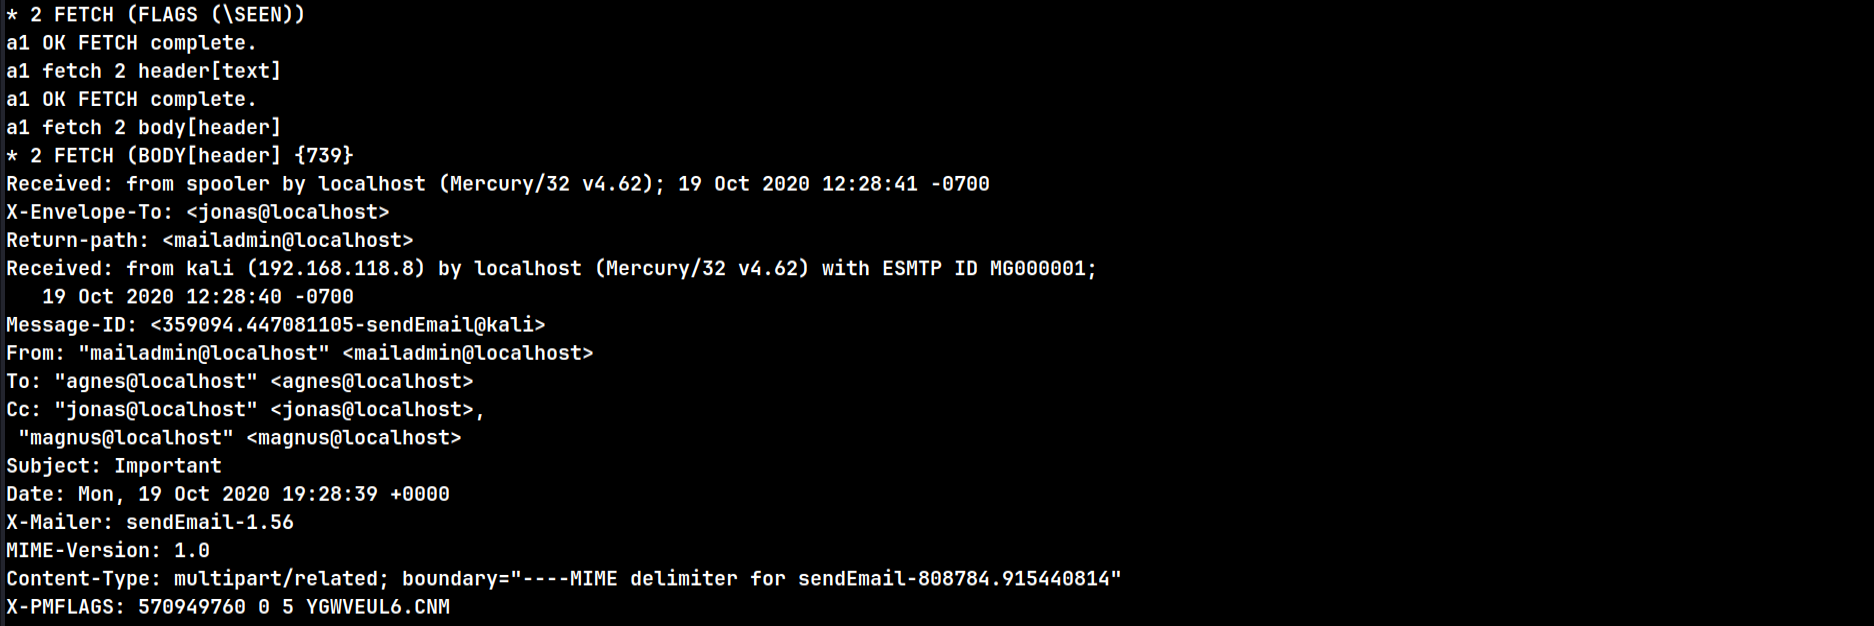 * 2 FETCH (FLAGS (\SEEN))
a1 OK FETCH complete.
a1 fetch 2 header[text]
a1 OK FETCH complete.
a1 fetch 2 body[header]
* 2 FETCH (BODY[header] {739}
Received: from spooler by localhost (Mercury/32 v4.62); 19 Oct 2020 12:28:41 -0700
X-Envelope-To: <jonas@localhost>
Return-path: <mailadmin@localhost>
Received: from kali (192.168.118.8) by localhost (Mercury/32 v4.62) with ESMTP ID MG000001;
   19 Oct 2020 12:28:40 -0700
Message-ID: <359094.447081105-sendEmail@kali>
From: "mailadmin@localhost" <mailadmin@localhost>
To: "agnes@localhost" <agnes@localhost>
Cc: "jonas@localhost" <jonas@localhost>,
 "magnus@localhost" <magnus@localhost>
Subject: Important
Date: Mon, 19 Oct 2020 19:28:39 +0000
X-Mailer: sendEmail-1.56
MIME-Version: 1.0
Content-Type: multipart/related; boundary="----MIME delimiter for sendEmail-808784.915440814"
X-PMFLAGS: 570949760 0 5 YGWVEUL6.CNM